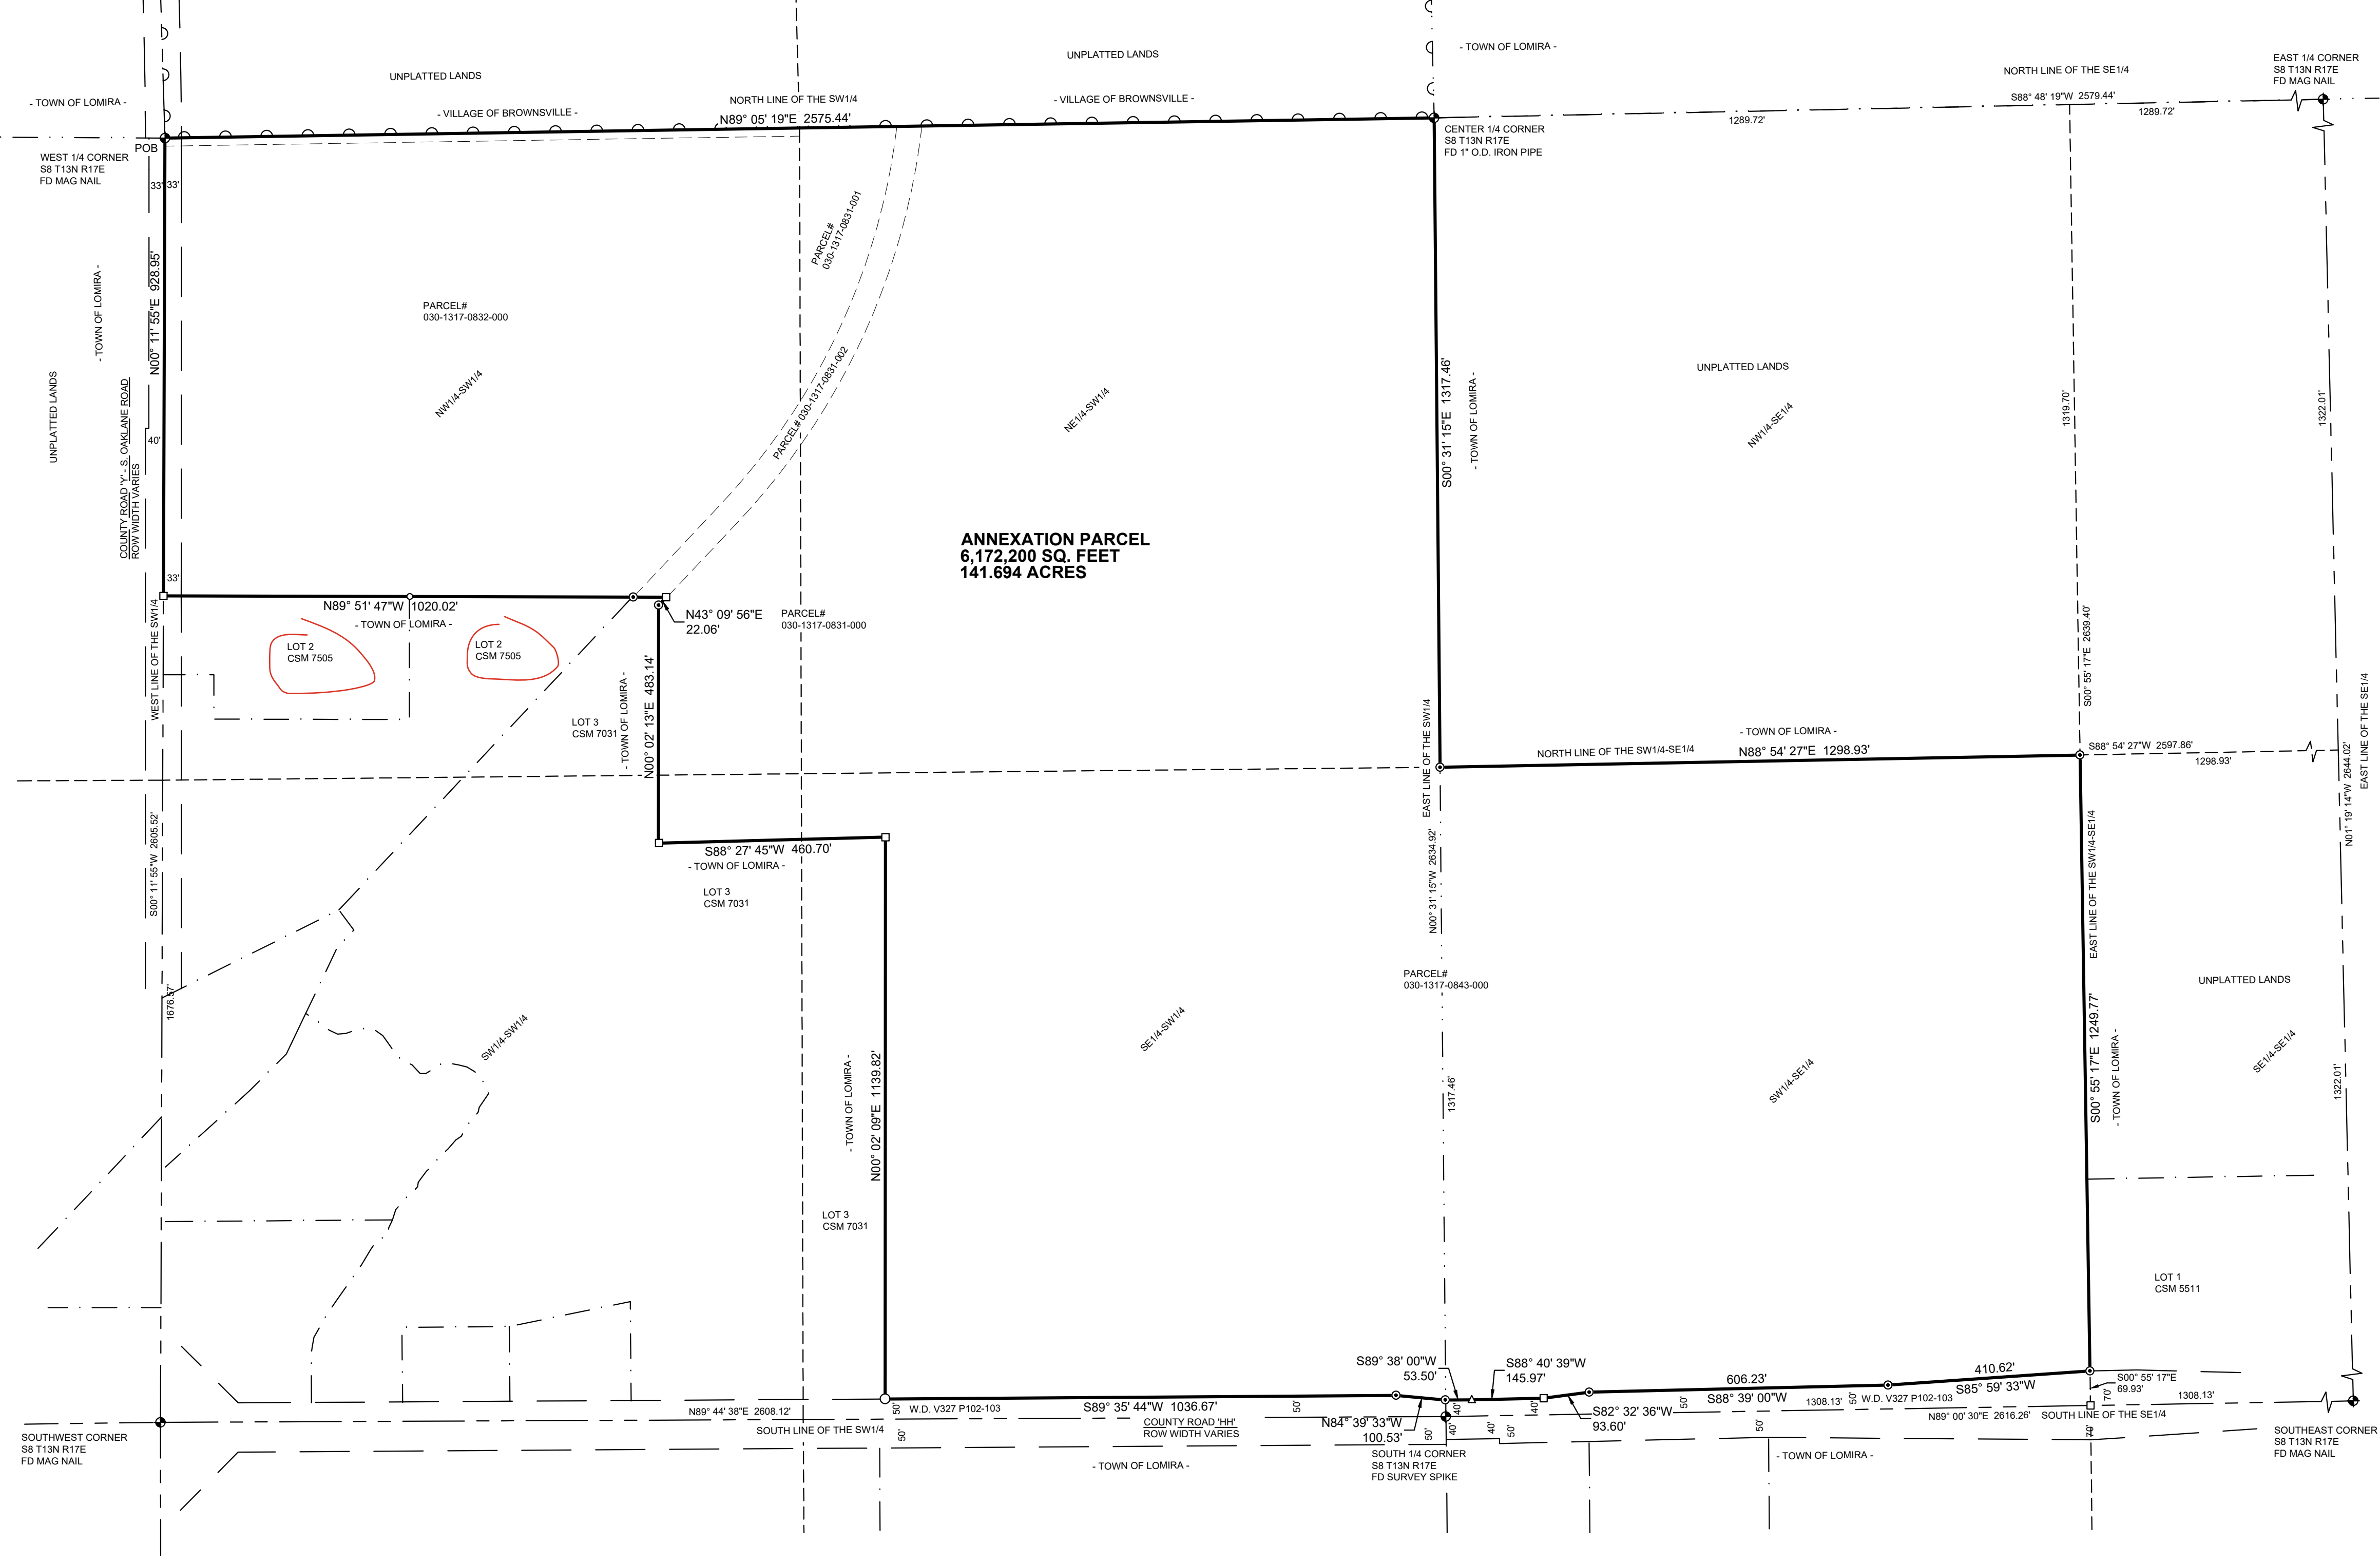 UNPLATTED LANDS
- TOWN OF LOMIRA -
EAST 1/4 CORNER
S8 T13N R17E
FD MAG NAIL
UNPLATTED LANDS
NORTH LINE OF THE SE1/4
S88° 48' 19"W 2579.44'
- TOWN OF LOMIRA -
NORTH LINE OF THE SW1/4
- VILLAGE OF BROWNSVILLE -
- VILLAGE OF BROWNSVILLE -
N89° 05' 19"E 2575.44'
1289.72'
1289.72'
POB
WEST 1/4 CORNER
S8 T13N R17E
FD MAG NAIL
CENTER 1/4 CORNER
S8 T13N R17E
FD 1" O.D. IRON PIPE
33'
33'
PARCEL#
030-1317-0831-001
N00° 11' 55"E 928.95'
- TOWN OF LOMIRA -
PARCEL#
030-1317-0832-000
PARCEL# 030-1317-0831-002
NW1/4-SW1/4
NE1/4-SW1/4
S00° 31' 15"E 1317.46'
- TOWN OF LOMIRA -
UNPLATTED LANDS
NW1/4-SE1/4
1319.70'
1322.01'
UNPLATTED LANDS
COUNTY ROAD 'Y' - S. OAKLANE ROAD
ROW WIDTH VARIES
40'
33'
ANNEXATION PARCEL
6,172,200 SQ. FEET
141.694 ACRES
N89° 51' 47"W 1020.02'
- TOWN OF LOMIRA -
N43° 09' 56"E
22.06'
PARCEL#
030-1317-0831-000
LOT 2
CSM 7505
LOT 2
CSM 7505
WEST LINE OF THE SW1/4
LOT 3
CSM 7031
- TOWN OF LOMIRA -
N00° 02' 13"E 483.14'
S00° 55' 17"E 2639.40'
EAST LINE OF THE SE1/4
EAST LINE OF THE SW1/4
- TOWN OF LOMIRA -
NORTH LINE OF THE SW1/4-SE1/4
N88° 54' 27"E 1298.93'
S88° 54' 27"W 2597.86'
1298.93'
N01° 19' 14"W 2644.02'
S00° 11' 55"W 2605.52'
N00° 31' 15"W 2634.92'
S88° 27' 45"W 460.70'
- TOWN OF LOMIRA -
LOT 3
CSM 7031
EAST LINE OF THE SW1/4-SE1/4
PARCEL#
030-1317-0843-000
UNPLATTED LANDS
1676.57'
SW1/4-SW1/4
SE1/4-SW1/4
SW1/4-SE1/4
SE1/4-SE1/4
- TOWN OF LOMIRA -
N00° 02' 09"E 1139.82'
1317.46'
S00° 55' 17"E 1249.77'
- TOWN OF LOMIRA -
1322.01'
LOT 3
CSM 7031
LOT 1
CSM 5511
S89° 38' 00"W
53.50'
S88° 40' 39"W
145.97'
606.23'
S88° 39' 00"W
410.62'
S85° 59' 33"W
S00° 55' 17"E
69.93'
N89° 44' 38"E 2608.12'
50'
W.D. V327 P102-103
S89° 35' 44"W 1036.67'
50'
40'
40'
50'
1308.13'
50'
W.D. V327 P102-103
70'
1308.13'
SOUTH LINE OF THE SW1/4
50'
COUNTY ROAD 'HH'
ROW WIDTH VARIES
N84° 39' 33"W
100.53'
50'
40'
40'
50'
S82° 32' 36"W
93.60'
50'
N89° 00' 30"E 2616.26'
SOUTH LINE OF THE SE1/4
70'
SOUTHWEST CORNER
S8 T13N R17E
FD MAG NAIL
- TOWN OF LOMIRA -
SOUTH 1/4 CORNER
S8 T13N R17E
FD SURVEY SPIKE
- TOWN OF LOMIRA -
SOUTHEAST CORNER
S8 T13N R17E
FD MAG NAIL